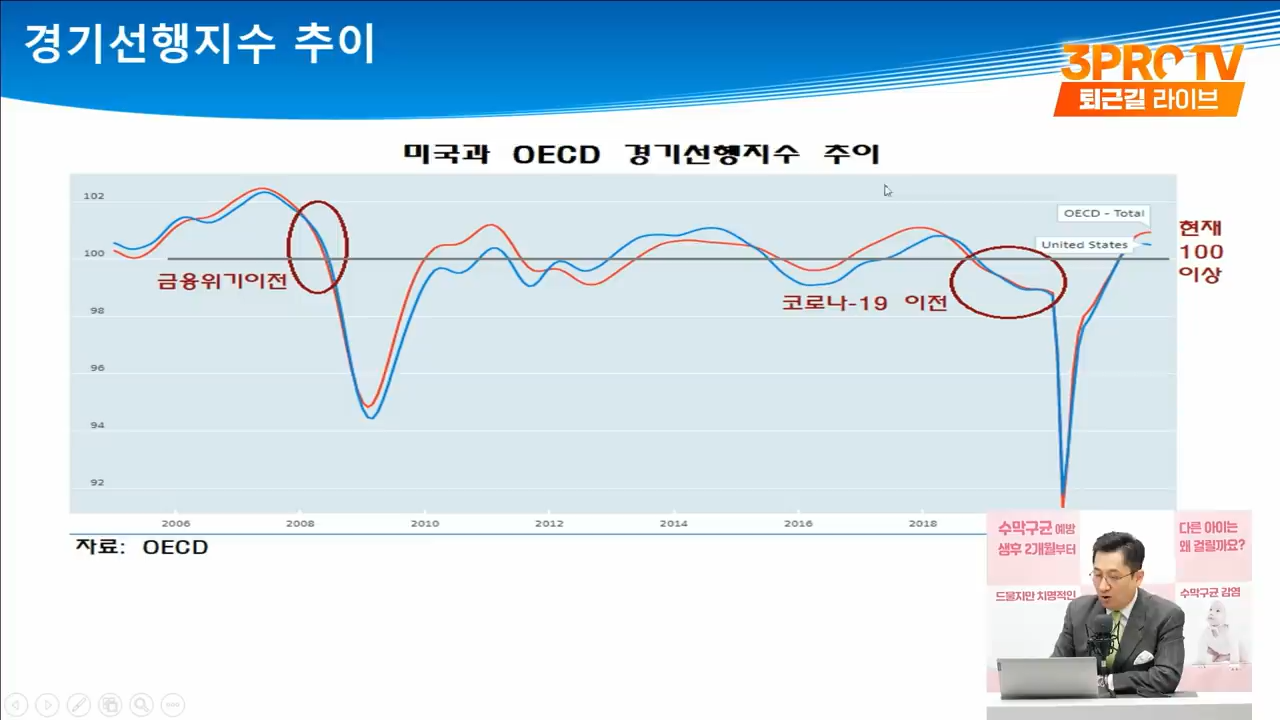 경기선행지수 추이
3PROTV
퇴근길 라이브
미국과 OECD 경기선행지수 추이
102
100
98
96
94
92
OECD - Total
United States
현재
100
이상
금융위기이전
코로나-19 이전
2006 2008 2010 2012 2014 2016 2018
자료: OECD
수막구균 예방
생후 2개월부터
다른 아이는
왜 걸릴까요?
드물지만 치명적인
수막구균 감염